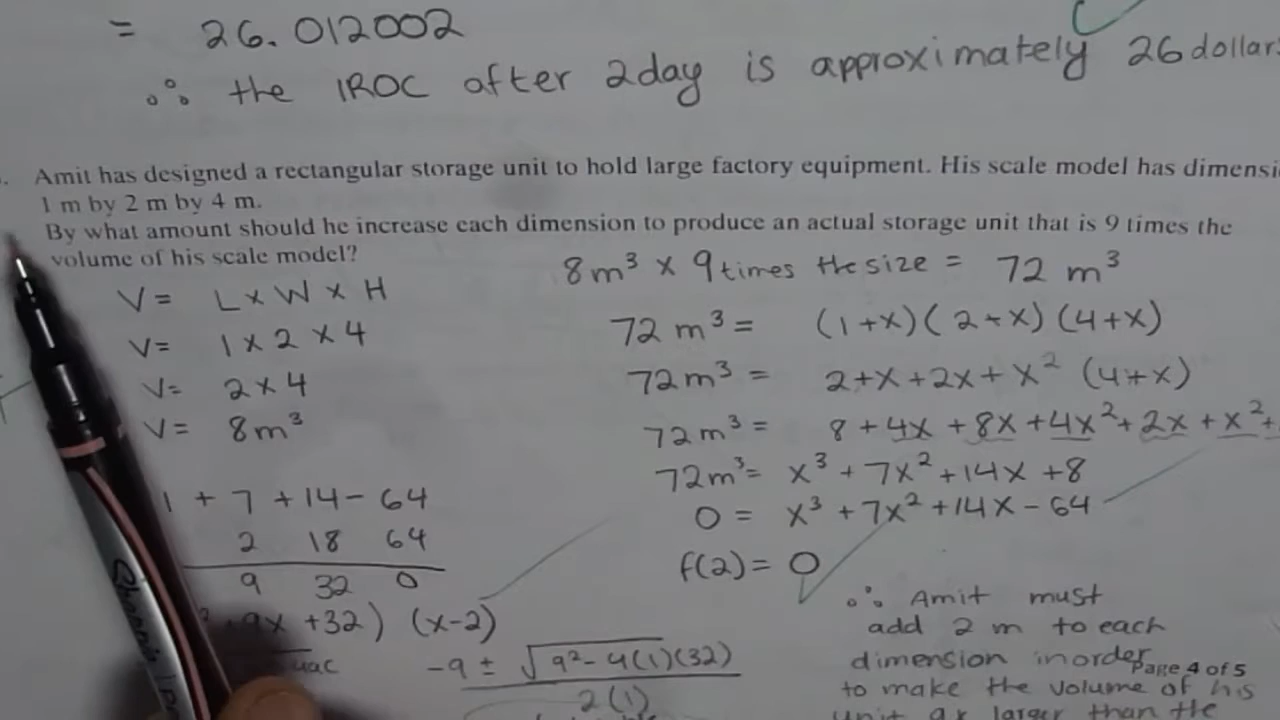 = 26.012002
∴ the IROC after 2day is approximately 26 dollars
Amit has designed a rectangular storage unit to hold large factory equipment. His scale model has dimensi
1 m by 2 m by 4 m.
By what amount should he increase each dimension to produce an actual storage unit that is 9 times the
volume of his scale model?
8m³ × 9 times the size = 72 m³
V = L × W × H
V = 1 × 2 × 4
V = 2 × 4
V = 8m³
72 m³ = (1+x)(2+x)(4+x)
72m³ = 2+x+2x+x² (4+x)
72m³ = 8+4x+8x+4x²+2x+x²+
72m³ = x³+7x²+14x+8
0 = x³+7x²+14x-64
f(2) = 0
1 + 7 + 14 - 64
2 18 64
9 32 0
9x +32) (x-2)
-9 ± √9²-4(1)(32)
2(1)
∴ Amit must
add 2 m to each
dimension inorder
Page 4 of 5
to make the volume of his
unit 9x larger than the